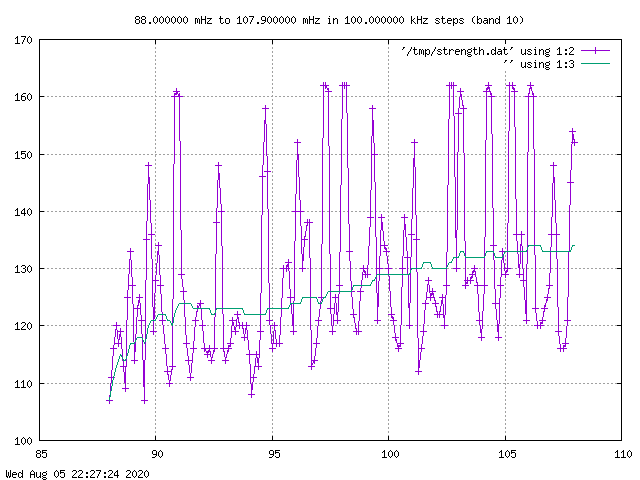 88.000000 mHz to 107.900000 mHz in 100.000000 kHz steps (band 10)
170
160
150
140
130
120
110
100
'/tmp/strength.dat' using 1:2
'' using 1:3
85 90 95 100 105 110
Wed Aug 05 22:27:24 2020